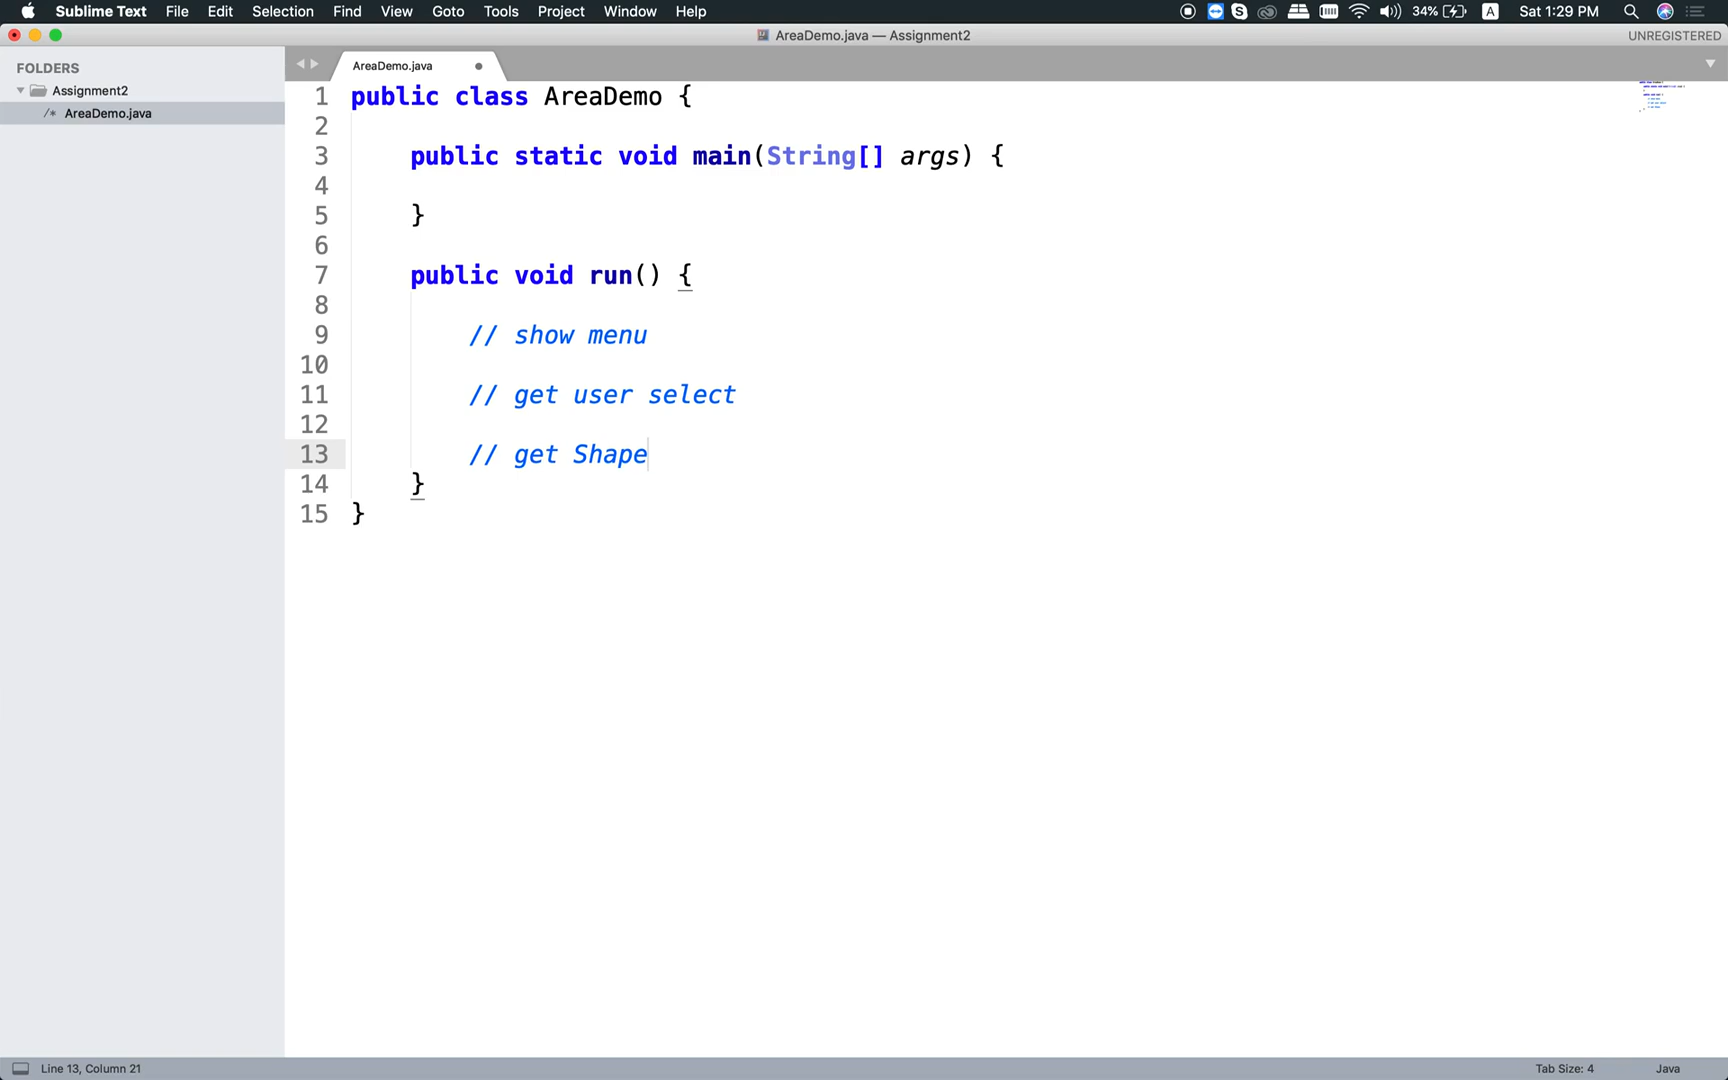 Sublime Text File Edit Selection Find View Goto Tools Project Window Help 34% A Sat 1:29 PM
AreaDemo.java — Assignment2 UNREGISTERED
FOLDERS
Assignment2
/* AreaDemo.java
AreaDemo.java
1 public class AreaDemo {
2
3 public static void main(String[] args) {
4
5 }
6
7 public void run() {
8
9 // show menu
10
11 // get user select
12
13 // get Shape
14 }
15 }
Line 13, Column 21 Tab Size: 4 Java